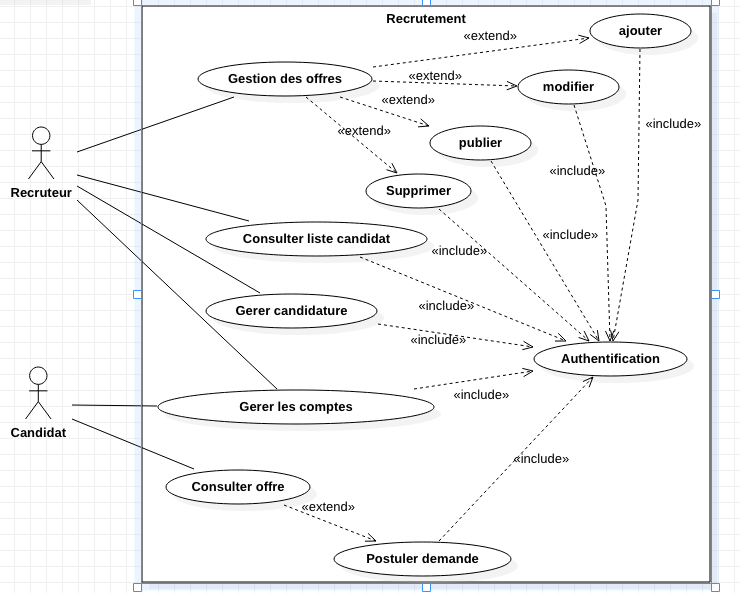 Recrutement
ajouter
«extend»
Gestion des offres
«extend»
modifier
«extend»
«include»
«extend»
publier
«include»
Recruteur
Supprimer
Consulter liste candidat
«include»
«include»
«include»
Gerer candidature
«include»
Authentification
«include»
Gerer les comptes
Candidat
«include»
Consulter offre
«extend»
Postuler demande